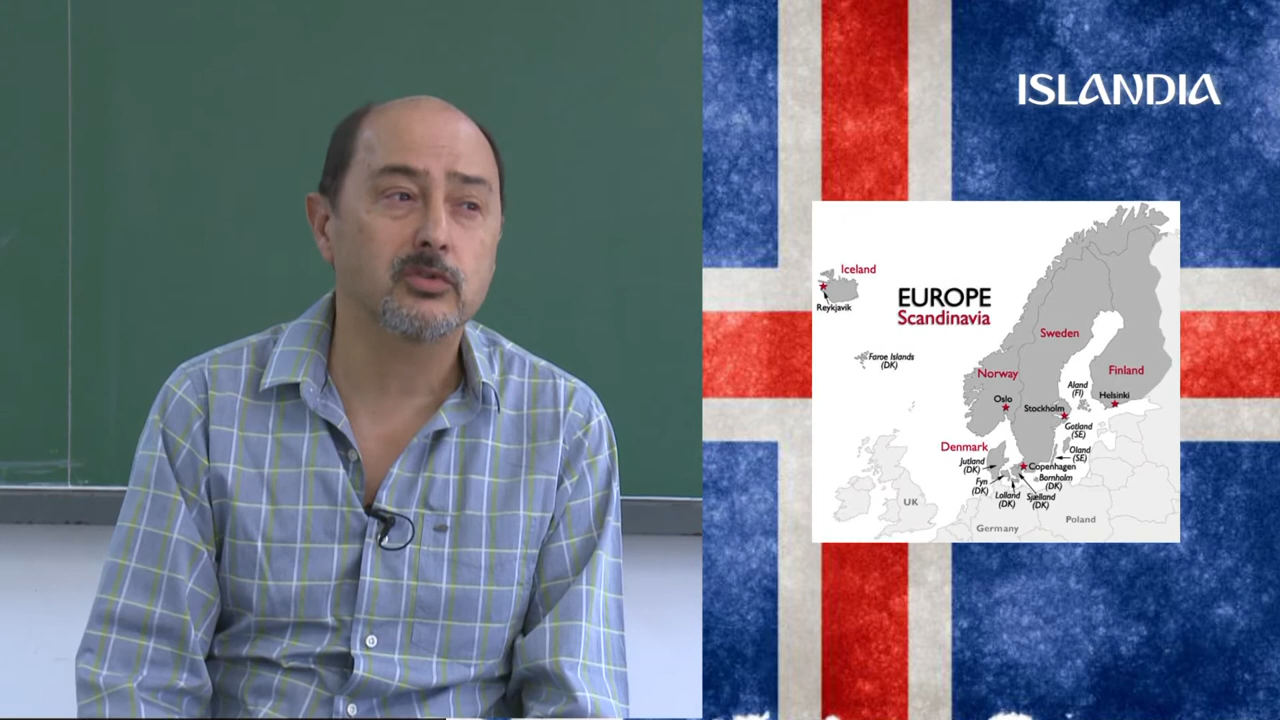 ISLANDIA
Iceland
Reykjavik
EUROPE
Scandinavia
Faroe Islands
(DK)
Sweden
Norway
Finland
Oslo
Stockholm
Aland
(FI)
Helsinki
Gotland
(SE)
Oland
(SE)
Denmark
Jutland
(DK)
Copenhagen
Bornholm
(DK)
Fyn
(DK)
Lolland
(DK)
Sjælland
(DK)
UK
Germany
Poland